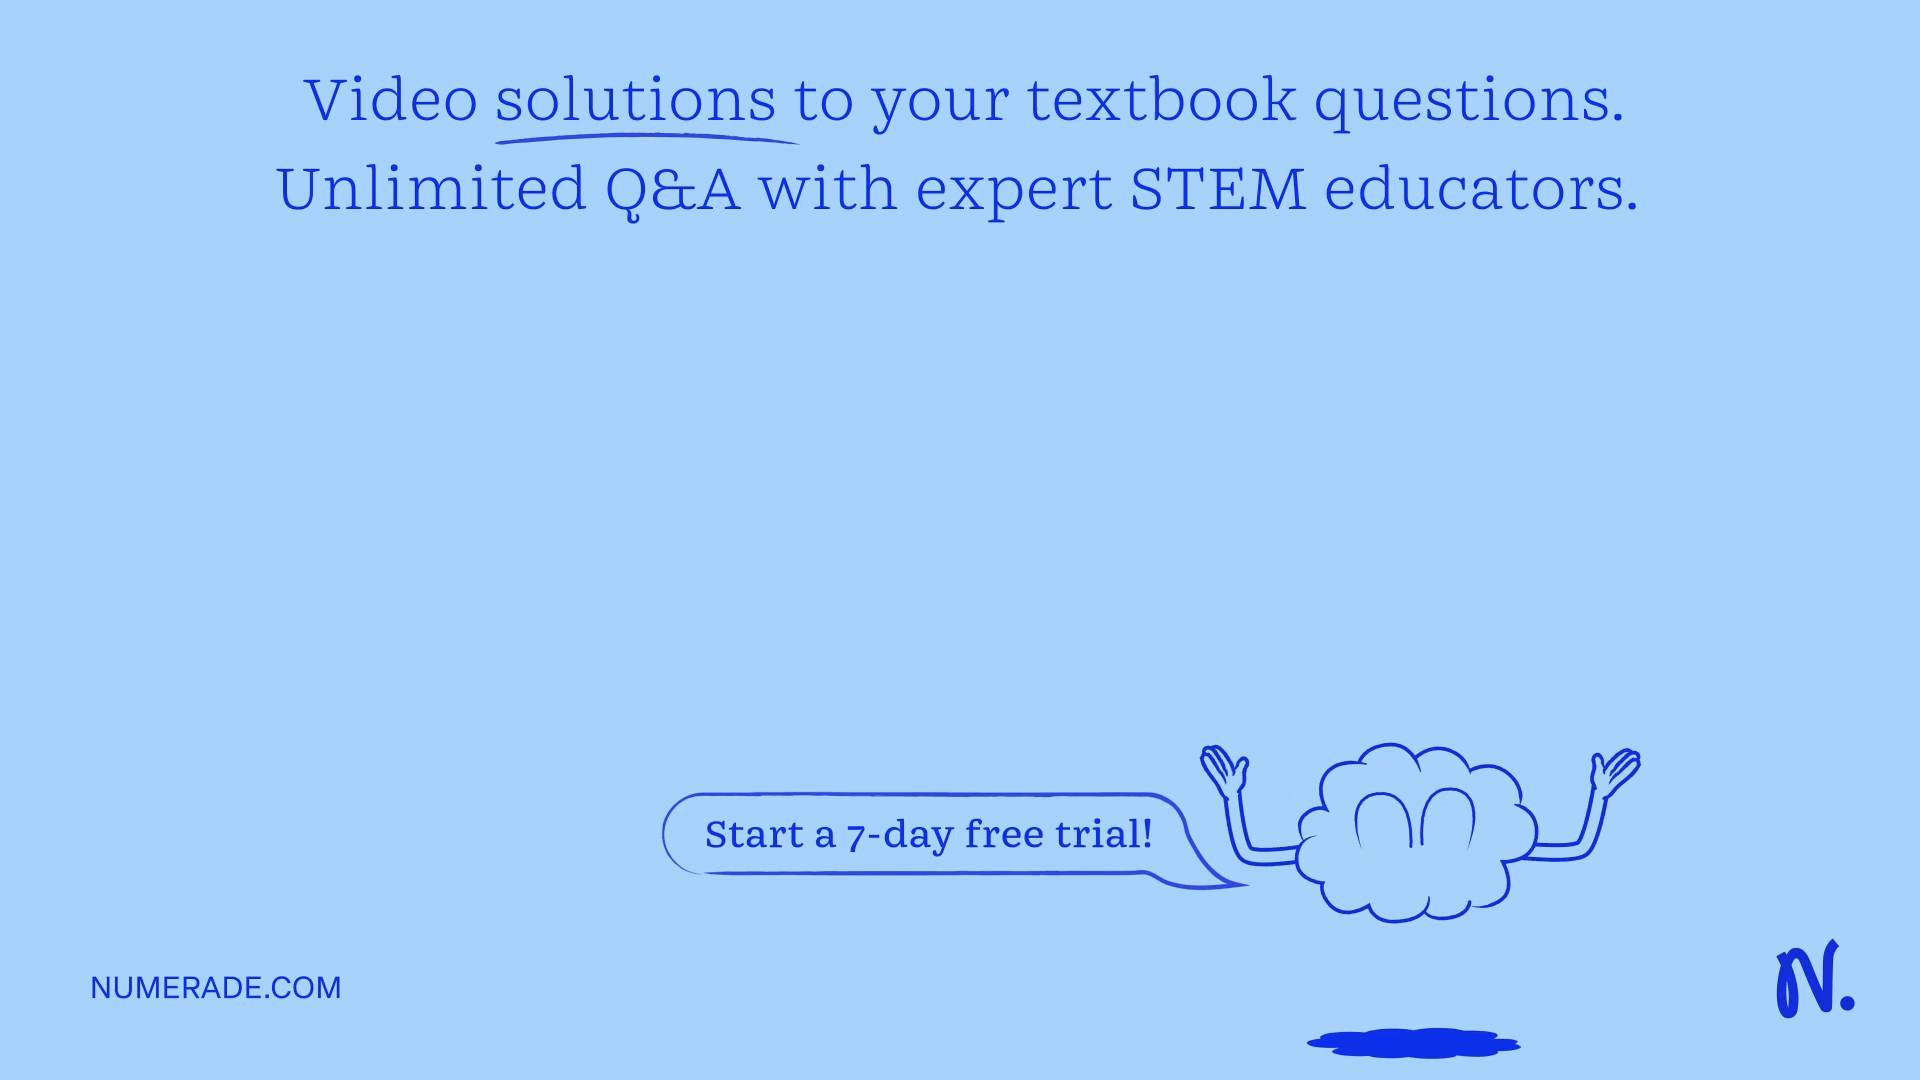 Video solutions to your textbook questions.
Unlimited Q&A with expert STEM educators.
Start a 7-day free trial!
NUMERADE.COM
N.